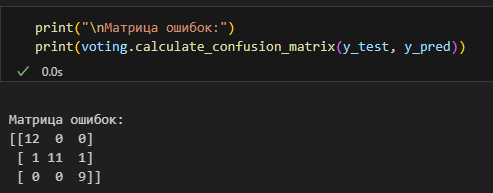 print("\nМатрица ошибок:")
print(voting.calculate_confusion_matrix(y_test, y_pred))
0.0s
Матрица ошибок:
[[12  0  0]
 [ 1 11  1]
 [ 0  0  9]]